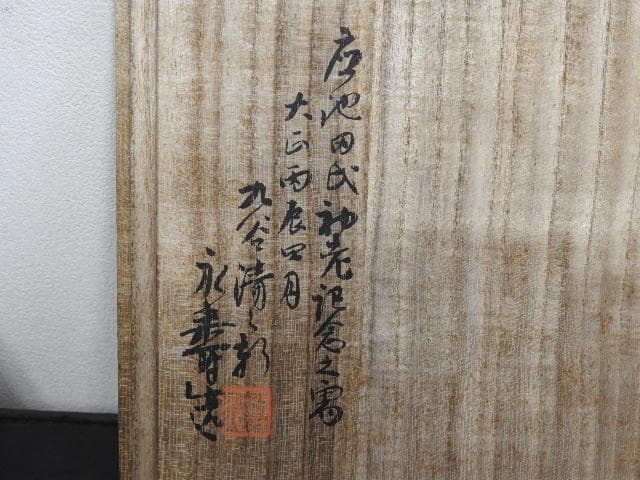 應池田氏初老記念之需
大正丙辰四月
九谷清々軒
永壽造